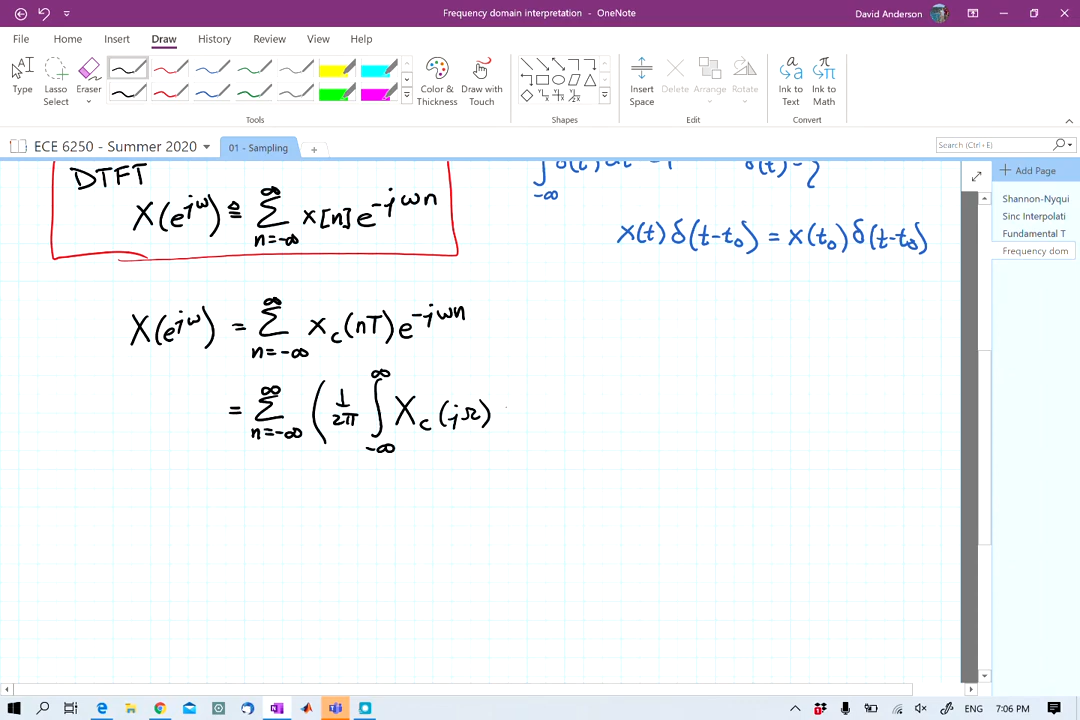 Frequency domain interpretation - OneNote
David Anderson
File Home Insert Draw History Review View Help
Type
Lasso Select
Eraser
Color & Thickness
Draw with Touch
Insert Space
Delete
Arrange
Rotate
Ink to Text
Ink to Math
Tools
Shapes
Edit
Convert
ECE 6250 - Summer 2020
01 - Sampling
Search (Ctrl+E)
Add Page
Shannon-Nyqui
Sinc Interpolati
Fundamental T
Frequency dom
DTFT
X(e^{jω}) ≙ ∑_{n=-∞}^{∞} x[n] e^{-jωn}
-∞
x(t) δ(t-t₀) = x(t₀) δ(t-t₀)
X(e^{jω}) = ∑_{n=-∞}^{∞} x_c(nT) e^{-jωn}
= ∑_{n=-∞}^{∞} ( 1/2π ∫_{-∞}^{∞} X_c(jΩ)
ENG 7:06 PM